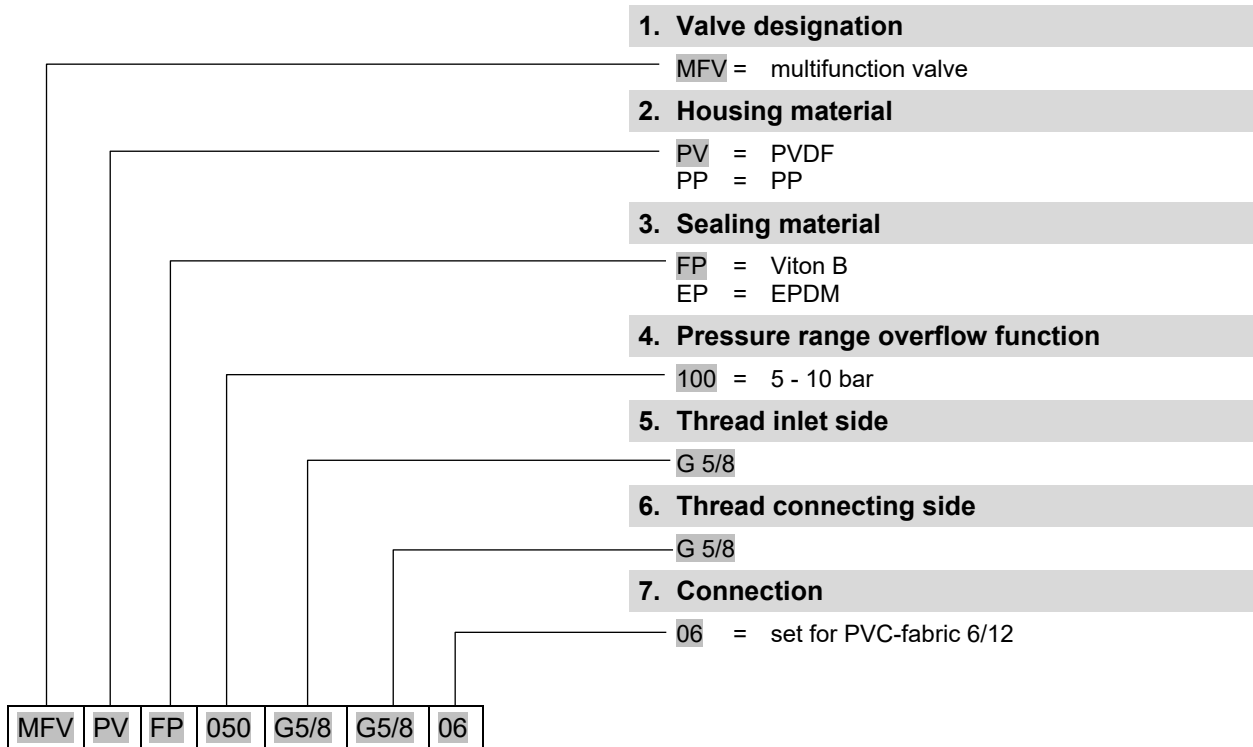 1. Valve designation
MFV = multifunction valve
2. Housing material
PV = PVDF
PP = PP
3. Sealing material
FP = Viton B
EP = EPDM
4. Pressure range overflow function
100 = 5 - 10 bar
5. Thread inlet side
G 5/8
6. Thread connecting side
G 5/8
7. Connection
06 = set for PVC-fabric 6/12
MFV PV FP 050 G5/8 G5/8 06